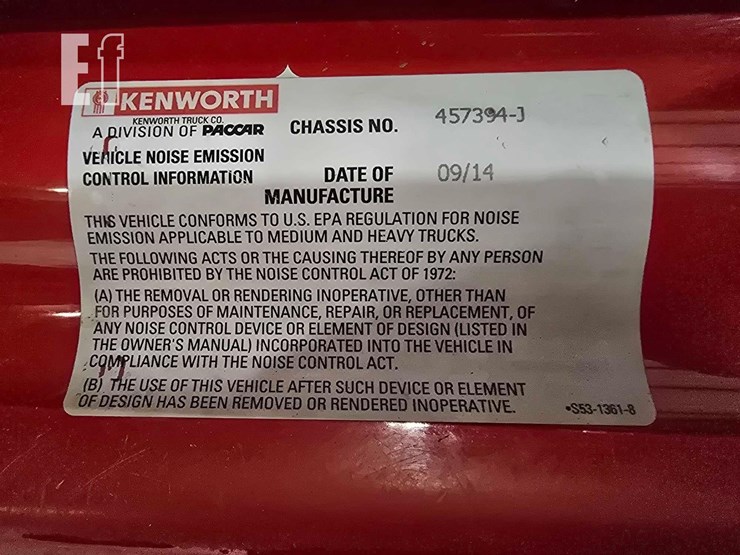 Ef
KENWORTH
KENWORTH TRUCK CO.
A DIVISION OF PACCAR
CHASSIS NO. 457394-J
VEHICLE NOISE EMISSION
CONTROL INFORMATION
DATE OF 09/14
MANUFACTURE
THIS VEHICLE CONFORMS TO U.S. EPA REGULATION FOR NOISE
EMISSION APPLICABLE TO MEDIUM AND HEAVY TRUCKS.
THE FOLLOWING ACTS OR THE CAUSING THEREOF BY ANY PERSON
ARE PROHIBITED BY THE NOISE CONTROL ACT OF 1972:
(A) THE REMOVAL OR RENDERING INOPERATIVE, OTHER THAN
FOR PURPOSES OF MAINTENANCE, REPAIR, OR REPLACEMENT, OF
ANY NOISE CONTROL DEVICE OR ELEMENT OF DESIGN (LISTED IN
THE OWNER'S MANUAL) INCORPORATED INTO THE VEHICLE IN
COMPLIANCE WITH THE NOISE CONTROL ACT.
(B) THE USE OF THIS VEHICLE AFTER SUCH DEVICE OR ELEMENT
OF DESIGN HAS BEEN REMOVED OR RENDERED INOPERATIVE.
•S53-1361-8